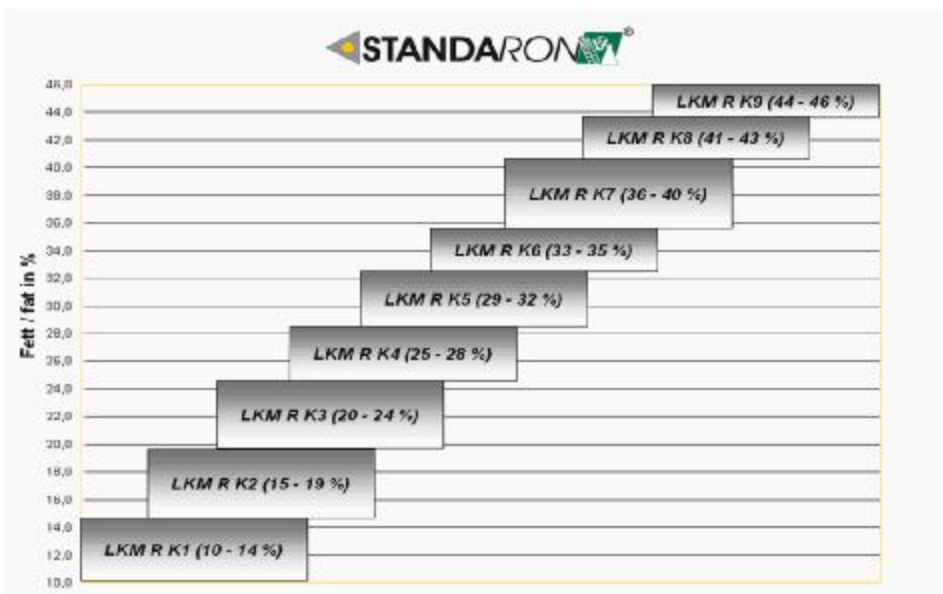 STANDARON®
46,0
LKM R K9 (44 - 46 %)
44,0
LKM R K8 (41 - 43 %)
42,0
40,0
LKM R K7 (36 - 40 %)
38,0
36,0
LKM R K6 (33 - 35 %)
34,0
32,0
LKM R K5 (29 - 32 %)
30,0
28,0
LKM R K4 (25 - 28 %)
26,0
24,0
LKM R K3 (20 - 24 %)
22,0
20,0
18,0
LKM R K2 (15 - 19 %)
16,0
14,0
LKM R K1 (10 - 14 %)
12,0
10,0
Fett / fat in %